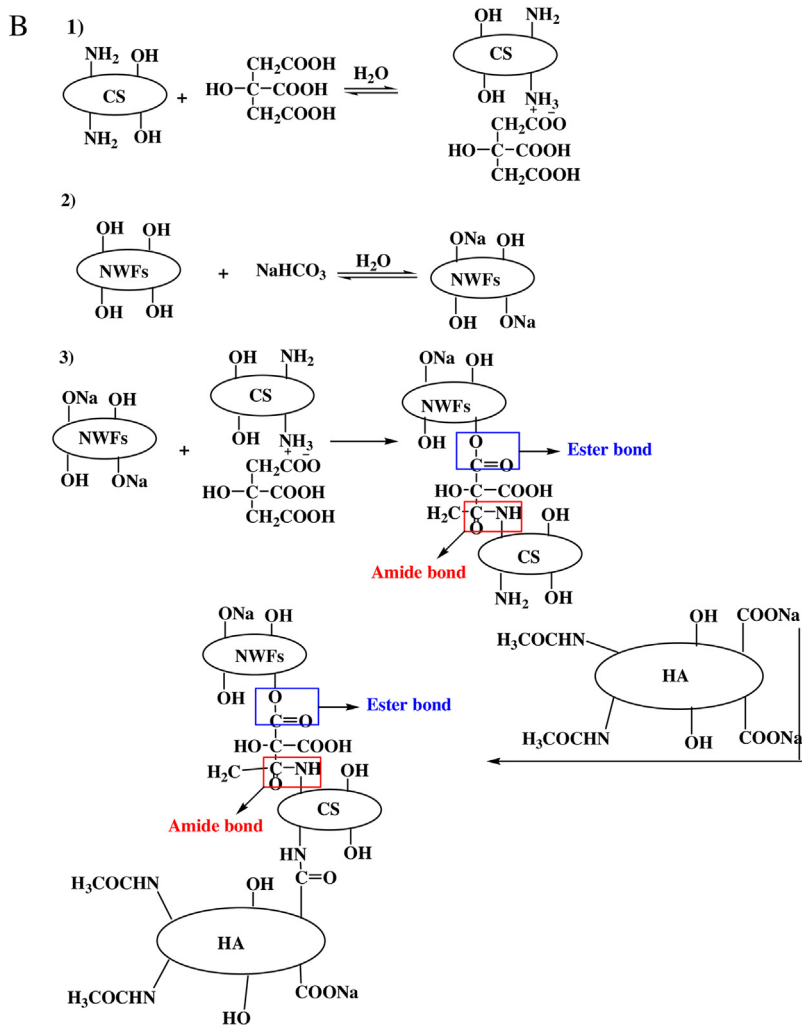 B
1)
NH₂ OH
CS
NH₂ OH
+
CH₂COOH
HO–C–COOH
CH₂COOH
H₂O
OH NH₂
CS
OH NH₃
+ –
CH₂COO
HO–C–COOH
CH₂COOH
2)
OH OH
NWFs
OH OH
+
NaHCO₃
H₂O
ONa OH
NWFs
OH ONa
3)
ONa OH
NWFs
OH ONa
+
OH NH₂
CS
OH NH₃
+ –
CH₂COO
HO–C–COOH
CH₂COOH
ONa OH
NWFs
OH
O
C=O
Ester bond
HO–C–COOH
H₂C–C–NH
O
OH
Amide bond
CS
NH₂ OH
OH COONa
H₃COCHN
HA
H₃COCHN
OH COONa
ONa OH
NWFs
OH
O
C=O
Ester bond
HO–C–COOH
H₂C–C–NH
O
OH
Amide bond
CS
OH
HN
C=O
H₃COCHN
OH
HA
H₃COCHN
COONa
HO